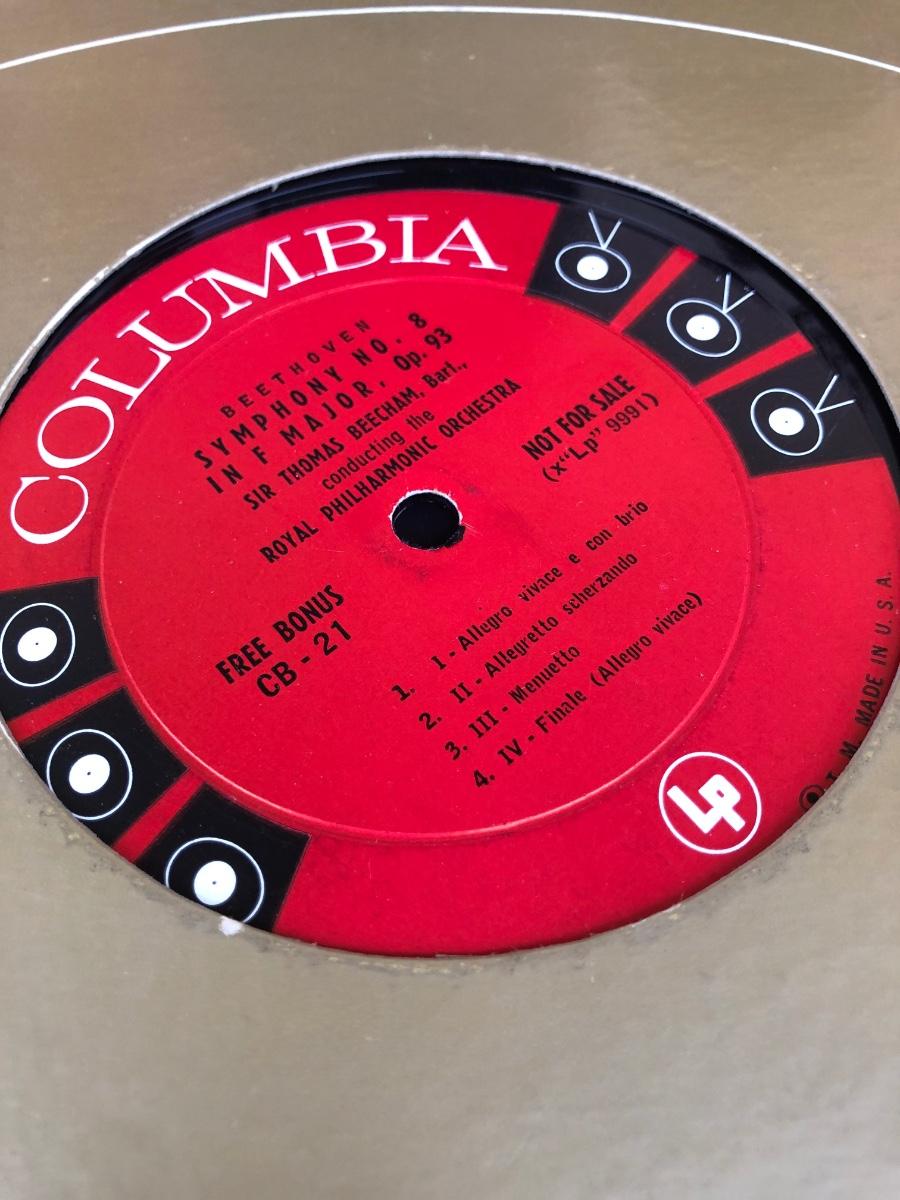 COLUMBIA
BEETHOVEN
SYMPHONY NO. 8
IN F MAJOR, Op. 93
SIR THOMAS BEECHAM, Bart.,
conducting the
ROYAL PHILHARMONIC ORCHESTRA
NOT FOR SALE
(x"Lp" 9991)
FREE BONUS
CB - 21
1. I - Allegro vivace e con brio
2. II - Allegretto scherzando
3. III - Menuetto
4. IV - Finale (Allegro vivace)
LP
T. M. MADE IN U. S. A.